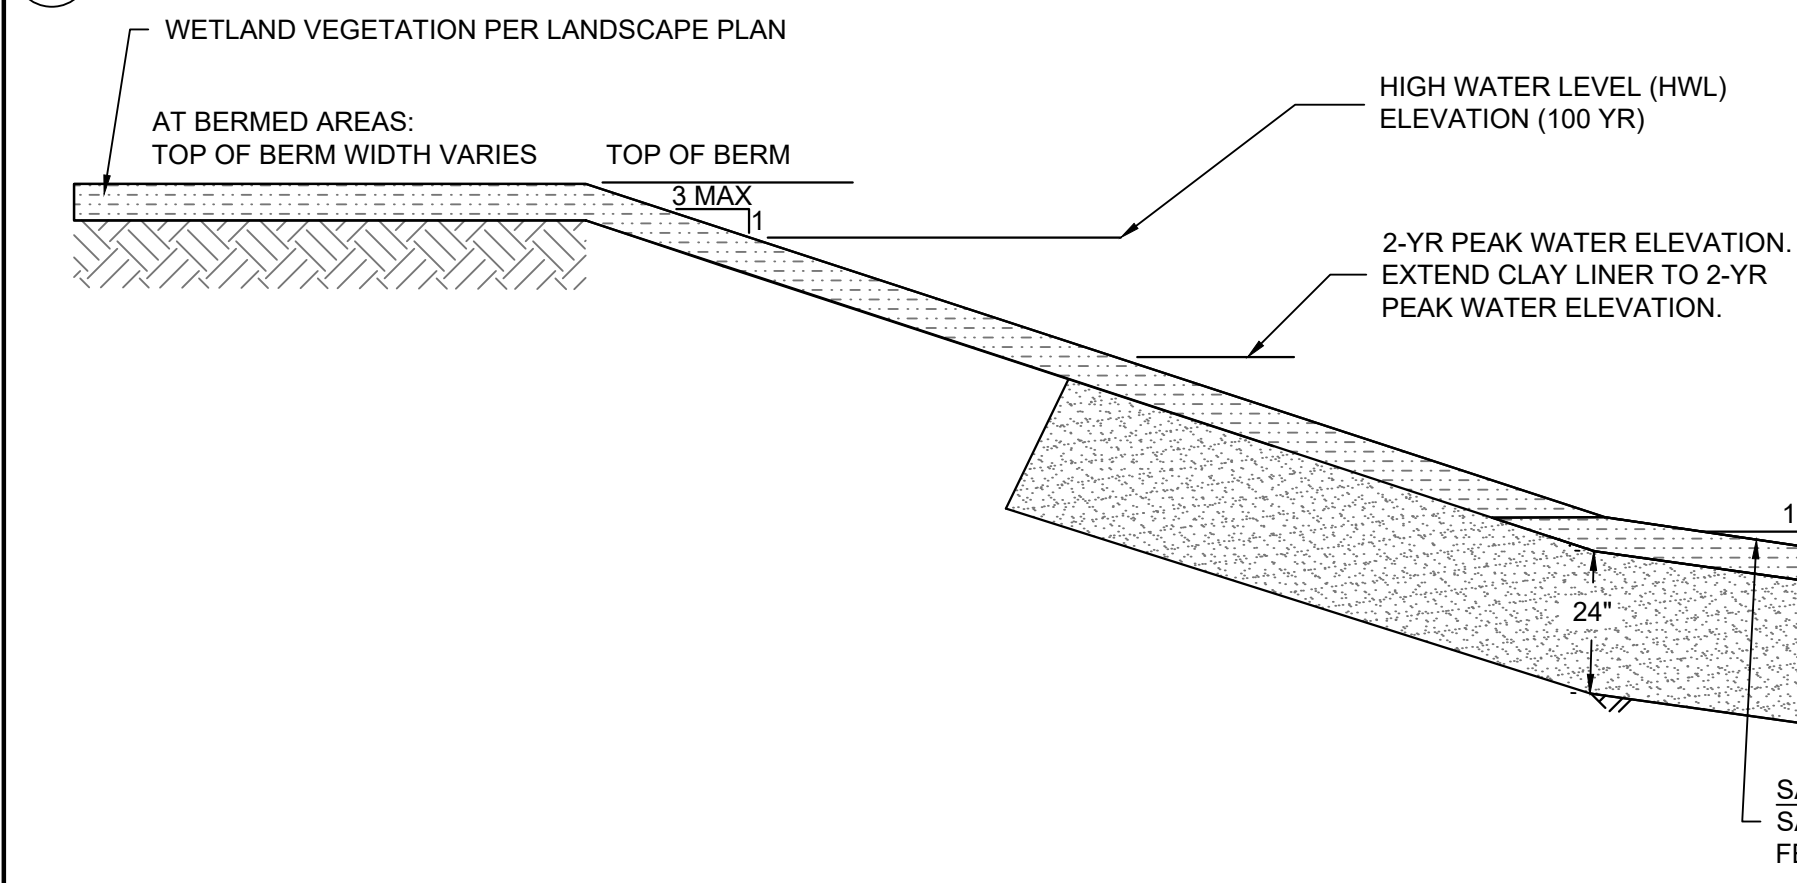 WETLAND VEGETATION PER LANDSCAPE PLAN
HIGH WATER LEVEL (HWL)
ELEVATION (100 YR)
AT BERMED AREAS:
TOP OF BERM WIDTH VARIES
TOP OF BERM
3 MAX
1
2-YR PEAK WATER ELEVATION.
EXTEND CLAY LINER TO 2-YR
PEAK WATER ELEVATION.
1
24"